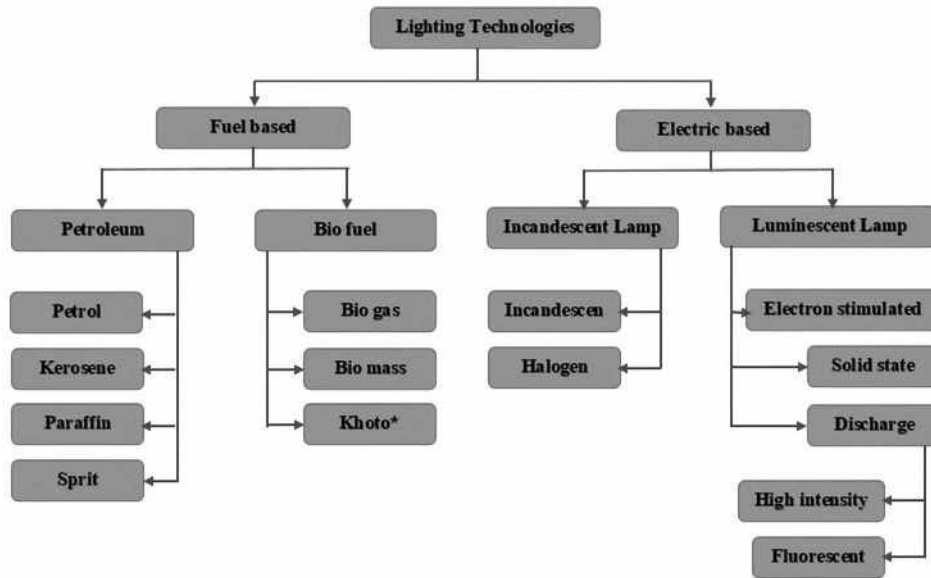 Lighting Technologies
Fuel based
Electric based
Petroleum
Bio fuel
Incandescent Lamp
Luminescent Lamp
Petrol
Kerosene
Paraffin
Sprit
Bio gas
Bio mass
Khoto*
Incandescen
Halogen
Electron stimulated
Solid state
Discharge
High intensity
Fluorescent